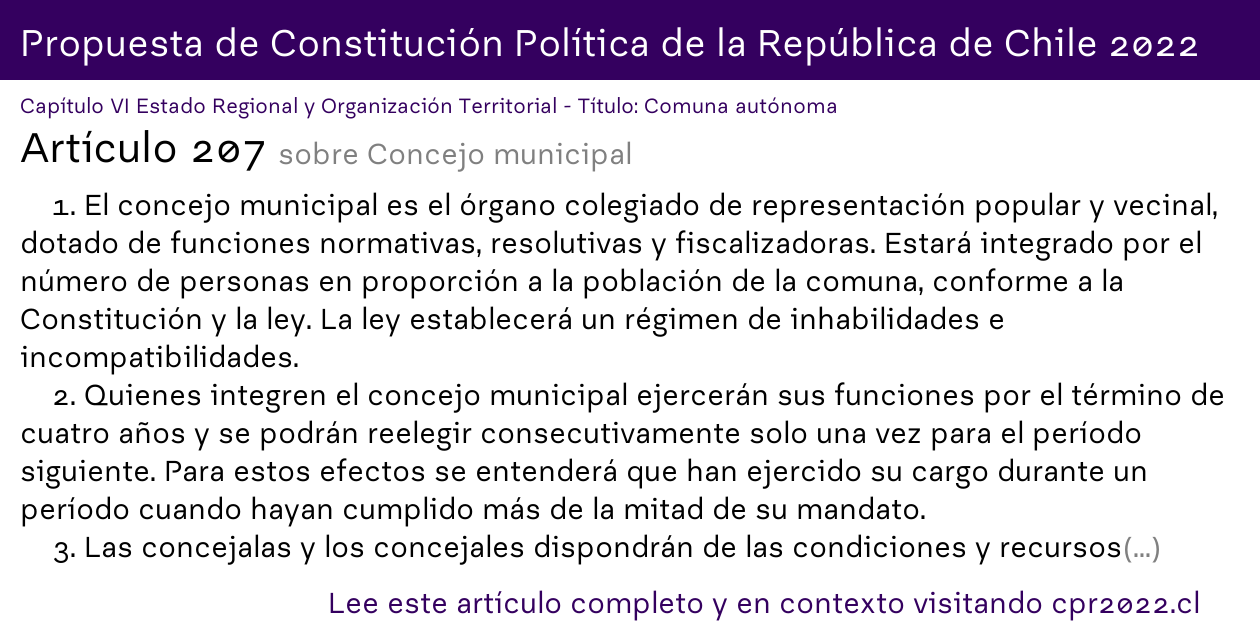 Propuesta de Constitución Política de la República de Chile 2022
Capítulo VI Estado Regional y Organización Territorial - Título: Comuna autónoma
Artículo 207 sobre Concejo municipal
1. El concejo municipal es el órgano colegiado de representación popular y vecinal,
dotado de funciones normativas, resolutivas y fiscalizadoras. Estará integrado por el
número de personas en proporción a la población de la comuna, conforme a la
Constitución y la ley. La ley establecerá un régimen de inhabilidades e
incompatibilidades.
2. Quienes integren el concejo municipal ejercerán sus funciones por el término de
cuatro años y se podrán reelegir consecutivamente solo una vez para el período
siguiente. Para estos efectos se entenderá que han ejercido su cargo durante un
período cuando hayan cumplido más de la mitad de su mandato.
3. Las concejalas y los concejales dispondrán de las condiciones y recursos(...)
Lee este artículo completo y en contexto visitando cpr2022.cl